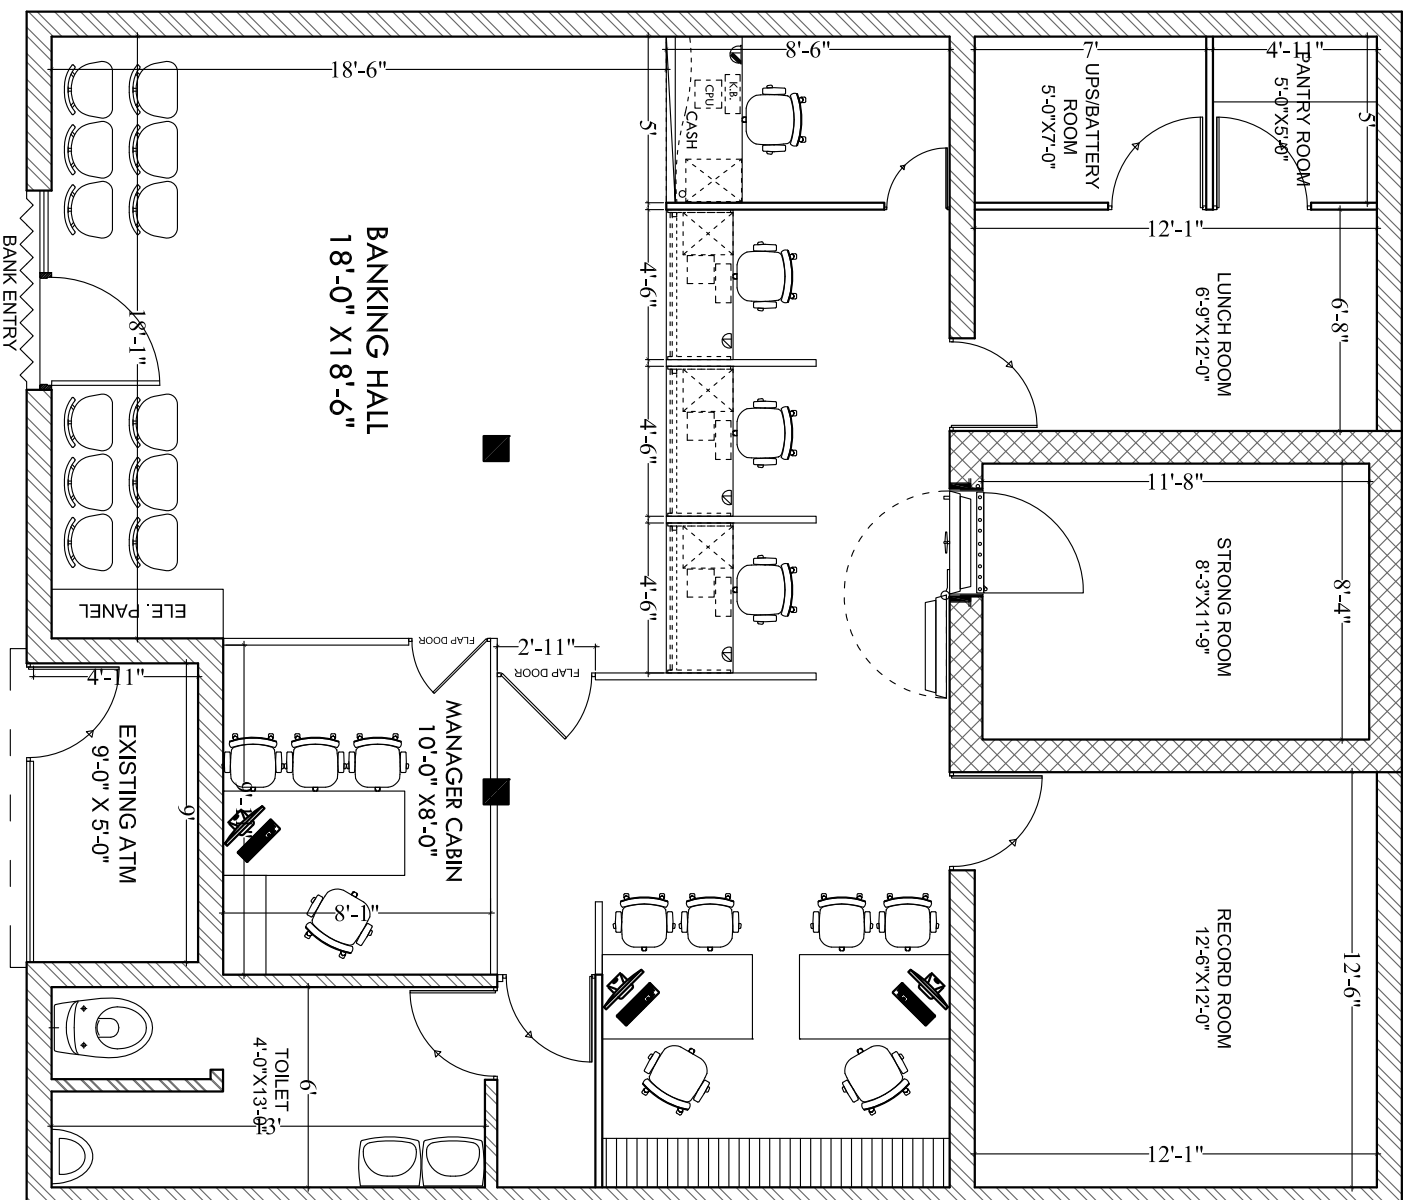 18'-6"
8'-6"
7'
4'-11"
5'
5'
K.B.
CPU
CASH
UPS/BATTERY
ROOM
5'-0"X7'-0"
PANTRY ROOM
5'-0"X5'-0"
12'-1"
BANK ENTRY
18'-1"
BANKING HALL
18'-0" X18'-6"
4'-6"
4'-6"
4'-6"
LUNCH ROOM
6'-9"X12'-0"
6'-8"
11'-8"
STRONG ROOM
8'-3"X11'-9"
8'-4"
ELE. PANEL
FLAP DOOR
2'-11"
FLAP DOOR
4'-11"
EXISTING ATM
9'-0" X 5'-0"
9'
MANAGER CABIN
10'-0" X8'-0"
8'-1"
RECORD ROOM
12'-6"X12'-0"
12'-6"
TOILET
4'-0"X13'-0"
6'
13'
12'-1"